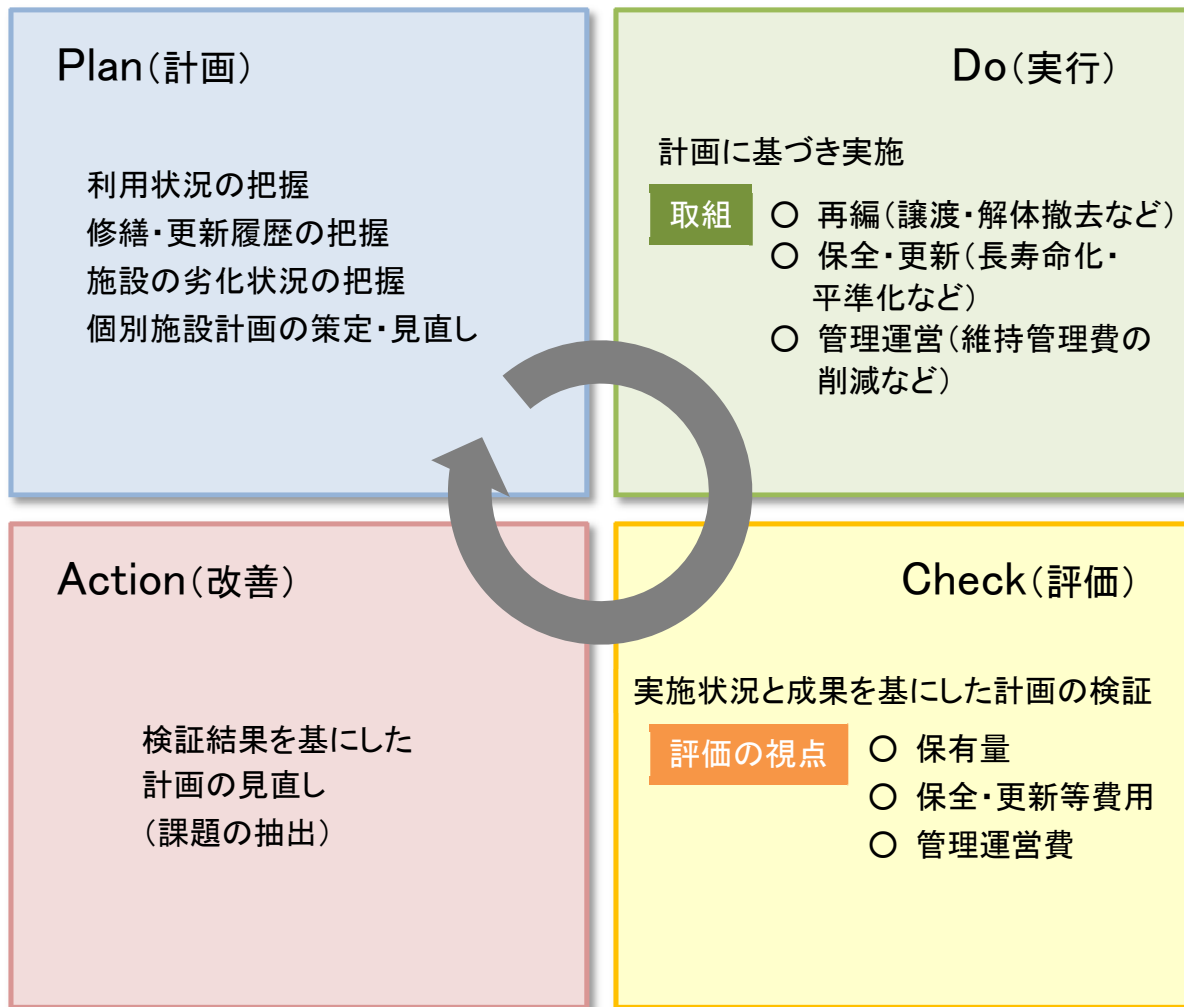 Plan（計画）
利用状況の把握
修繕・更新履歴の把握
施設の劣化状況の把握
個別施設計画の策定・見直し
Do（実行）
計画に基づき実施
取組
○ 再編（譲渡・解体撤去など）
○ 保全・更新（長寿命化・
平準化など）
○ 管理運営（維持管理費の
削減など）
Action（改善）
検証結果を基にした
計画の見直し
（課題の抽出）
Check（評価）
実施状況と成果を基にした計画の検証
評価の視点
○ 保有量
○ 保全・更新等費用
○ 管理運営費